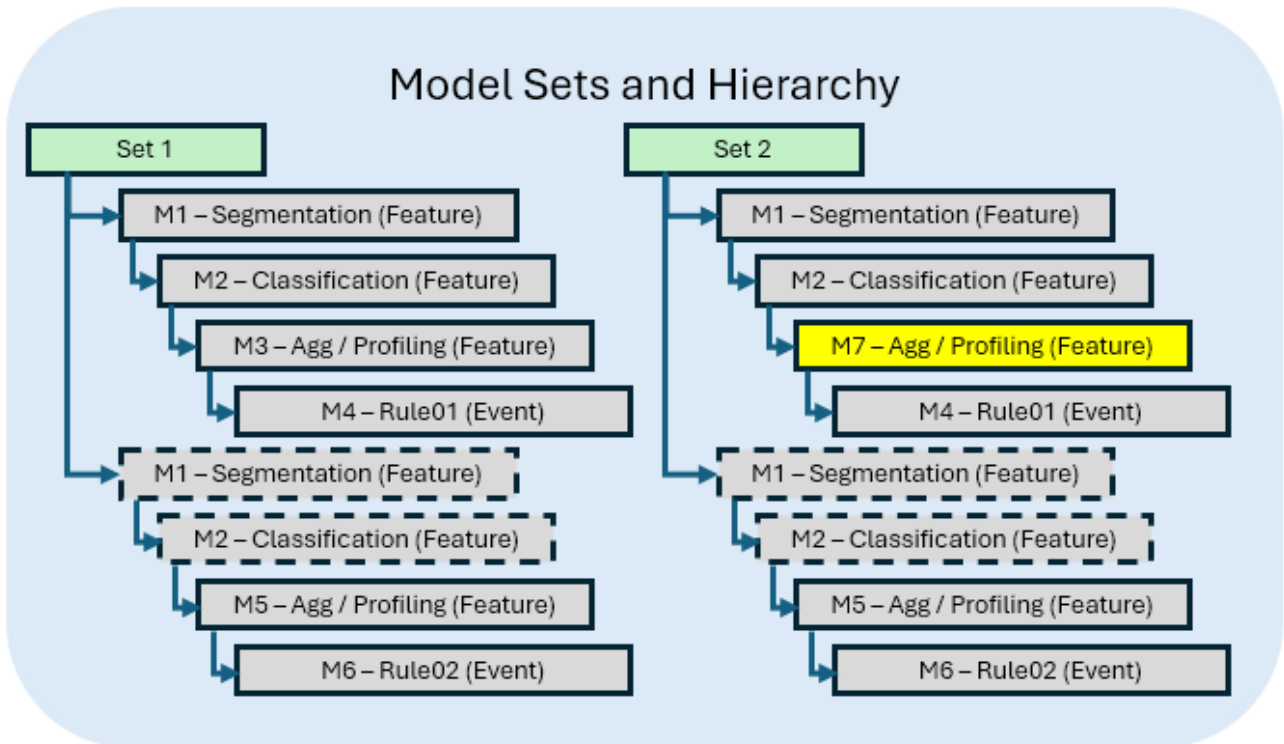 Model Sets and Hierarchy
Set 1
M1 – Segmentation (Feature)
M2 – Classification (Feature)
M3 – Agg / Profiling (Feature)
M4 – Rule01 (Event)
M1 – Segmentation (Feature)
M2 – Classification (Feature)
M5 – Agg / Profiling (Feature)
M6 – Rule02 (Event)
Set 2
M1 – Segmentation (Feature)
M2 – Classification (Feature)
M7 – Agg / Profiling (Feature)
M4 – Rule01 (Event)
M1 – Segmentation (Feature)
M2 – Classification (Feature)
M5 – Agg / Profiling (Feature)
M6 – Rule02 (Event)